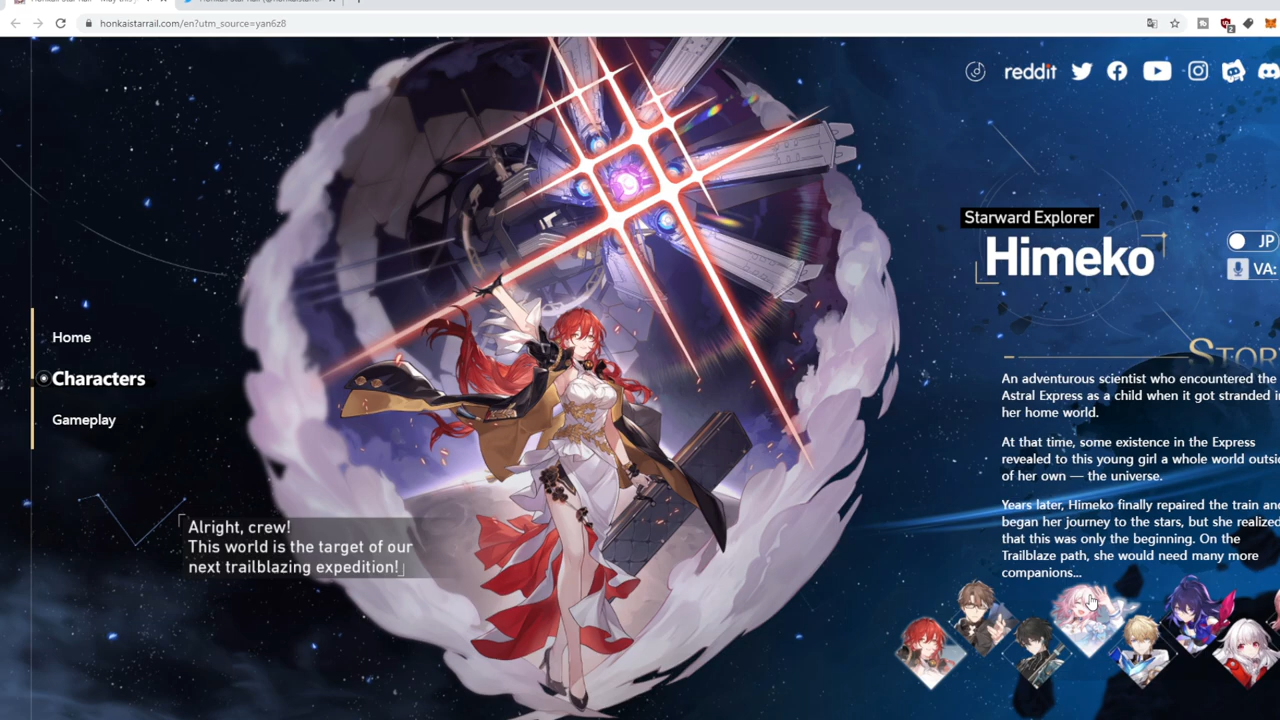 honkaistarrail.com/en?utm_source=yan6z8
reddit
Starward Explorer
Himeko
JP
VA:
Home
Characters
Gameplay
An adventurous scientist who encountered the
Astral Express as a child when it got stranded
her home world.
At that time, some existence in the Express
revealed to this young girl a whole world
of her own — the universe.
Years later, Himeko finally repaired the train
began her journey to the stars, but she realized
that this was only the beginning. On the
Trailblaze path, she would need many more
companions...
Alright, crew!
This world is the target of our
next trailblazing expedition!